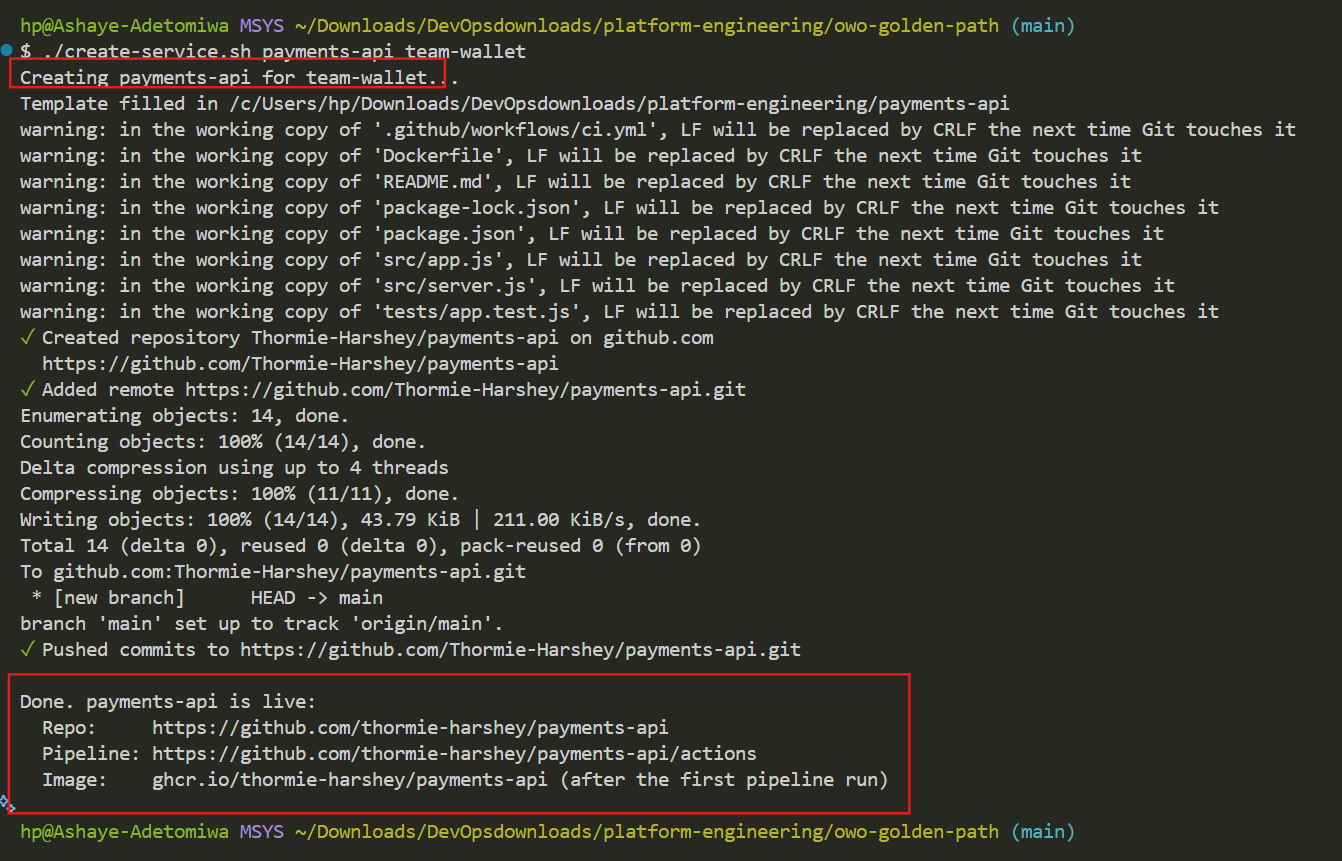 hp@Ashaye-Adetomiwa MSYS ~/Downloads/DevOpsdownloads/platform-engineering/owo-golden-path (main)
$ ./create-service.sh payments-api team-wallet
Creating payments-api for team-wallet...
Template filled in /c/Users/hp/Downloads/DevOpsdownloads/platform-engineering/payments-api
warning: in the working copy of '.github/workflows/ci.yml', LF will be replaced by CRLF the next time Git touches it
warning: in the working copy of 'Dockerfile', LF will be replaced by CRLF the next time Git touches it
warning: in the working copy of 'README.md', LF will be replaced by CRLF the next time Git touches it
warning: in the working copy of 'package-lock.json', LF will be replaced by CRLF the next time Git touches it
warning: in the working copy of 'package.json', LF will be replaced by CRLF the next time Git touches it
warning: in the working copy of 'src/app.js', LF will be replaced by CRLF the next time Git touches it
warning: in the working copy of 'src/server.js', LF will be replaced by CRLF the next time Git touches it
warning: in the working copy of 'tests/app.test.js', LF will be replaced by CRLF the next time Git touches it
✓ Created repository Thormie-Harshey/payments-api on github.com
  https://github.com/Thormie-Harshey/payments-api
✓ Added remote https://github.com/Thormie-Harshey/payments-api.git
Enumerating objects: 14, done.
Counting objects: 100% (14/14), done.
Delta compression using up to 4 threads
Compressing objects: 100% (11/11), done.
Writing objects: 100% (14/14), 43.79 KiB | 211.00 KiB/s, done.
Total 14 (delta 0), reused 0 (delta 0), pack-reused 0 (from 0)
To github.com:Thormie-Harshey/payments-api.git
 * [new branch]      HEAD -> main
branch 'main' set up to track 'origin/main'.
✓ Pushed commits to https://github.com/Thormie-Harshey/payments-api.git
Done. payments-api is live:
  Repo:     https://github.com/thormie-harshey/payments-api
  Pipeline: https://github.com/thormie-harshey/payments-api/actions
  Image:    ghcr.io/thormie-harshey/payments-api (after the first pipeline run)
hp@Ashaye-Adetomiwa MSYS ~/Downloads/DevOpsdownloads/platform-engineering/owo-golden-path (main)